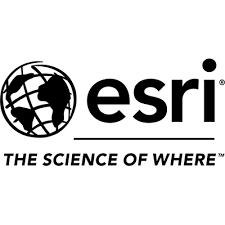 esri®
THE SCIENCE OF WHERE™